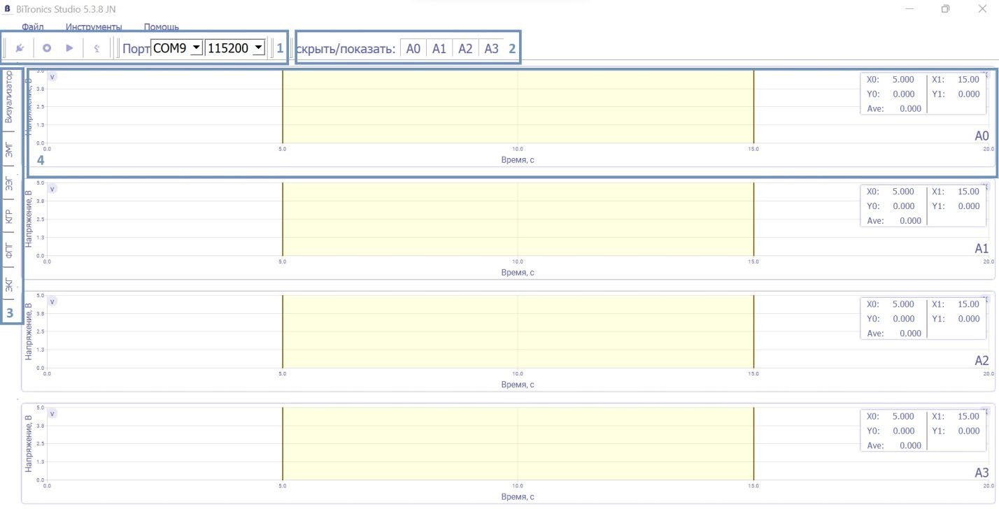 BiTronics Studio 5.3.8 JN
Файл Инструменты Помощь
Порт COM9 115200 1 скрыть/показать: A0 A1 A2 A3 2
Визуализатор
ЭМГ
ЭЭГ
КГР
ФПГ
ЭКГ
3
Напряжение, В
v
5.0
3.8
2.5
1.3
0.0
0.0 5.0 10.0 15.0 20.0
Время, с
X0: 5.000 X1: 15.00
Y0: 0.000 Y1: 0.000
Ave: 0.000
A0
4
Напряжение, В
v
5.0
3.8
2.5
1.3
0.0
0.0 5.0 10.0 15.0 20.0
Время, с
X0: 5.000 X1: 15.00
Y0: 0.000 Y1: 0.000
Ave: 0.000
A1
Напряжение, В
v
5.0
3.8
2.5
1.3
0.0
0.0 5.0 10.0 15.0 20.0
Время, с
X0: 5.000 X1: 15.00
Y0: 0.000 Y1: 0.000
Ave: 0.000
A2
Напряжение, В
v
5.0
3.8
2.5
1.3
0.0
0.0 5.0 10.0 15.0 20.0
Время, с
X0: 5.000 X1: 15.00
Y0: 0.000 Y1: 0.000
Ave: 0.000
A3